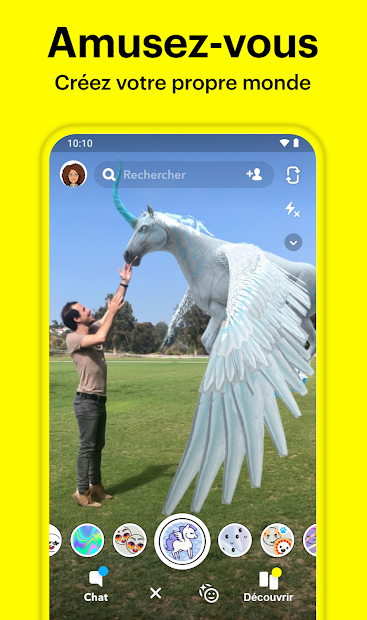 Amusez-vous
Créez votre propre monde
10:10
Rechercher
Chat
Découvrir